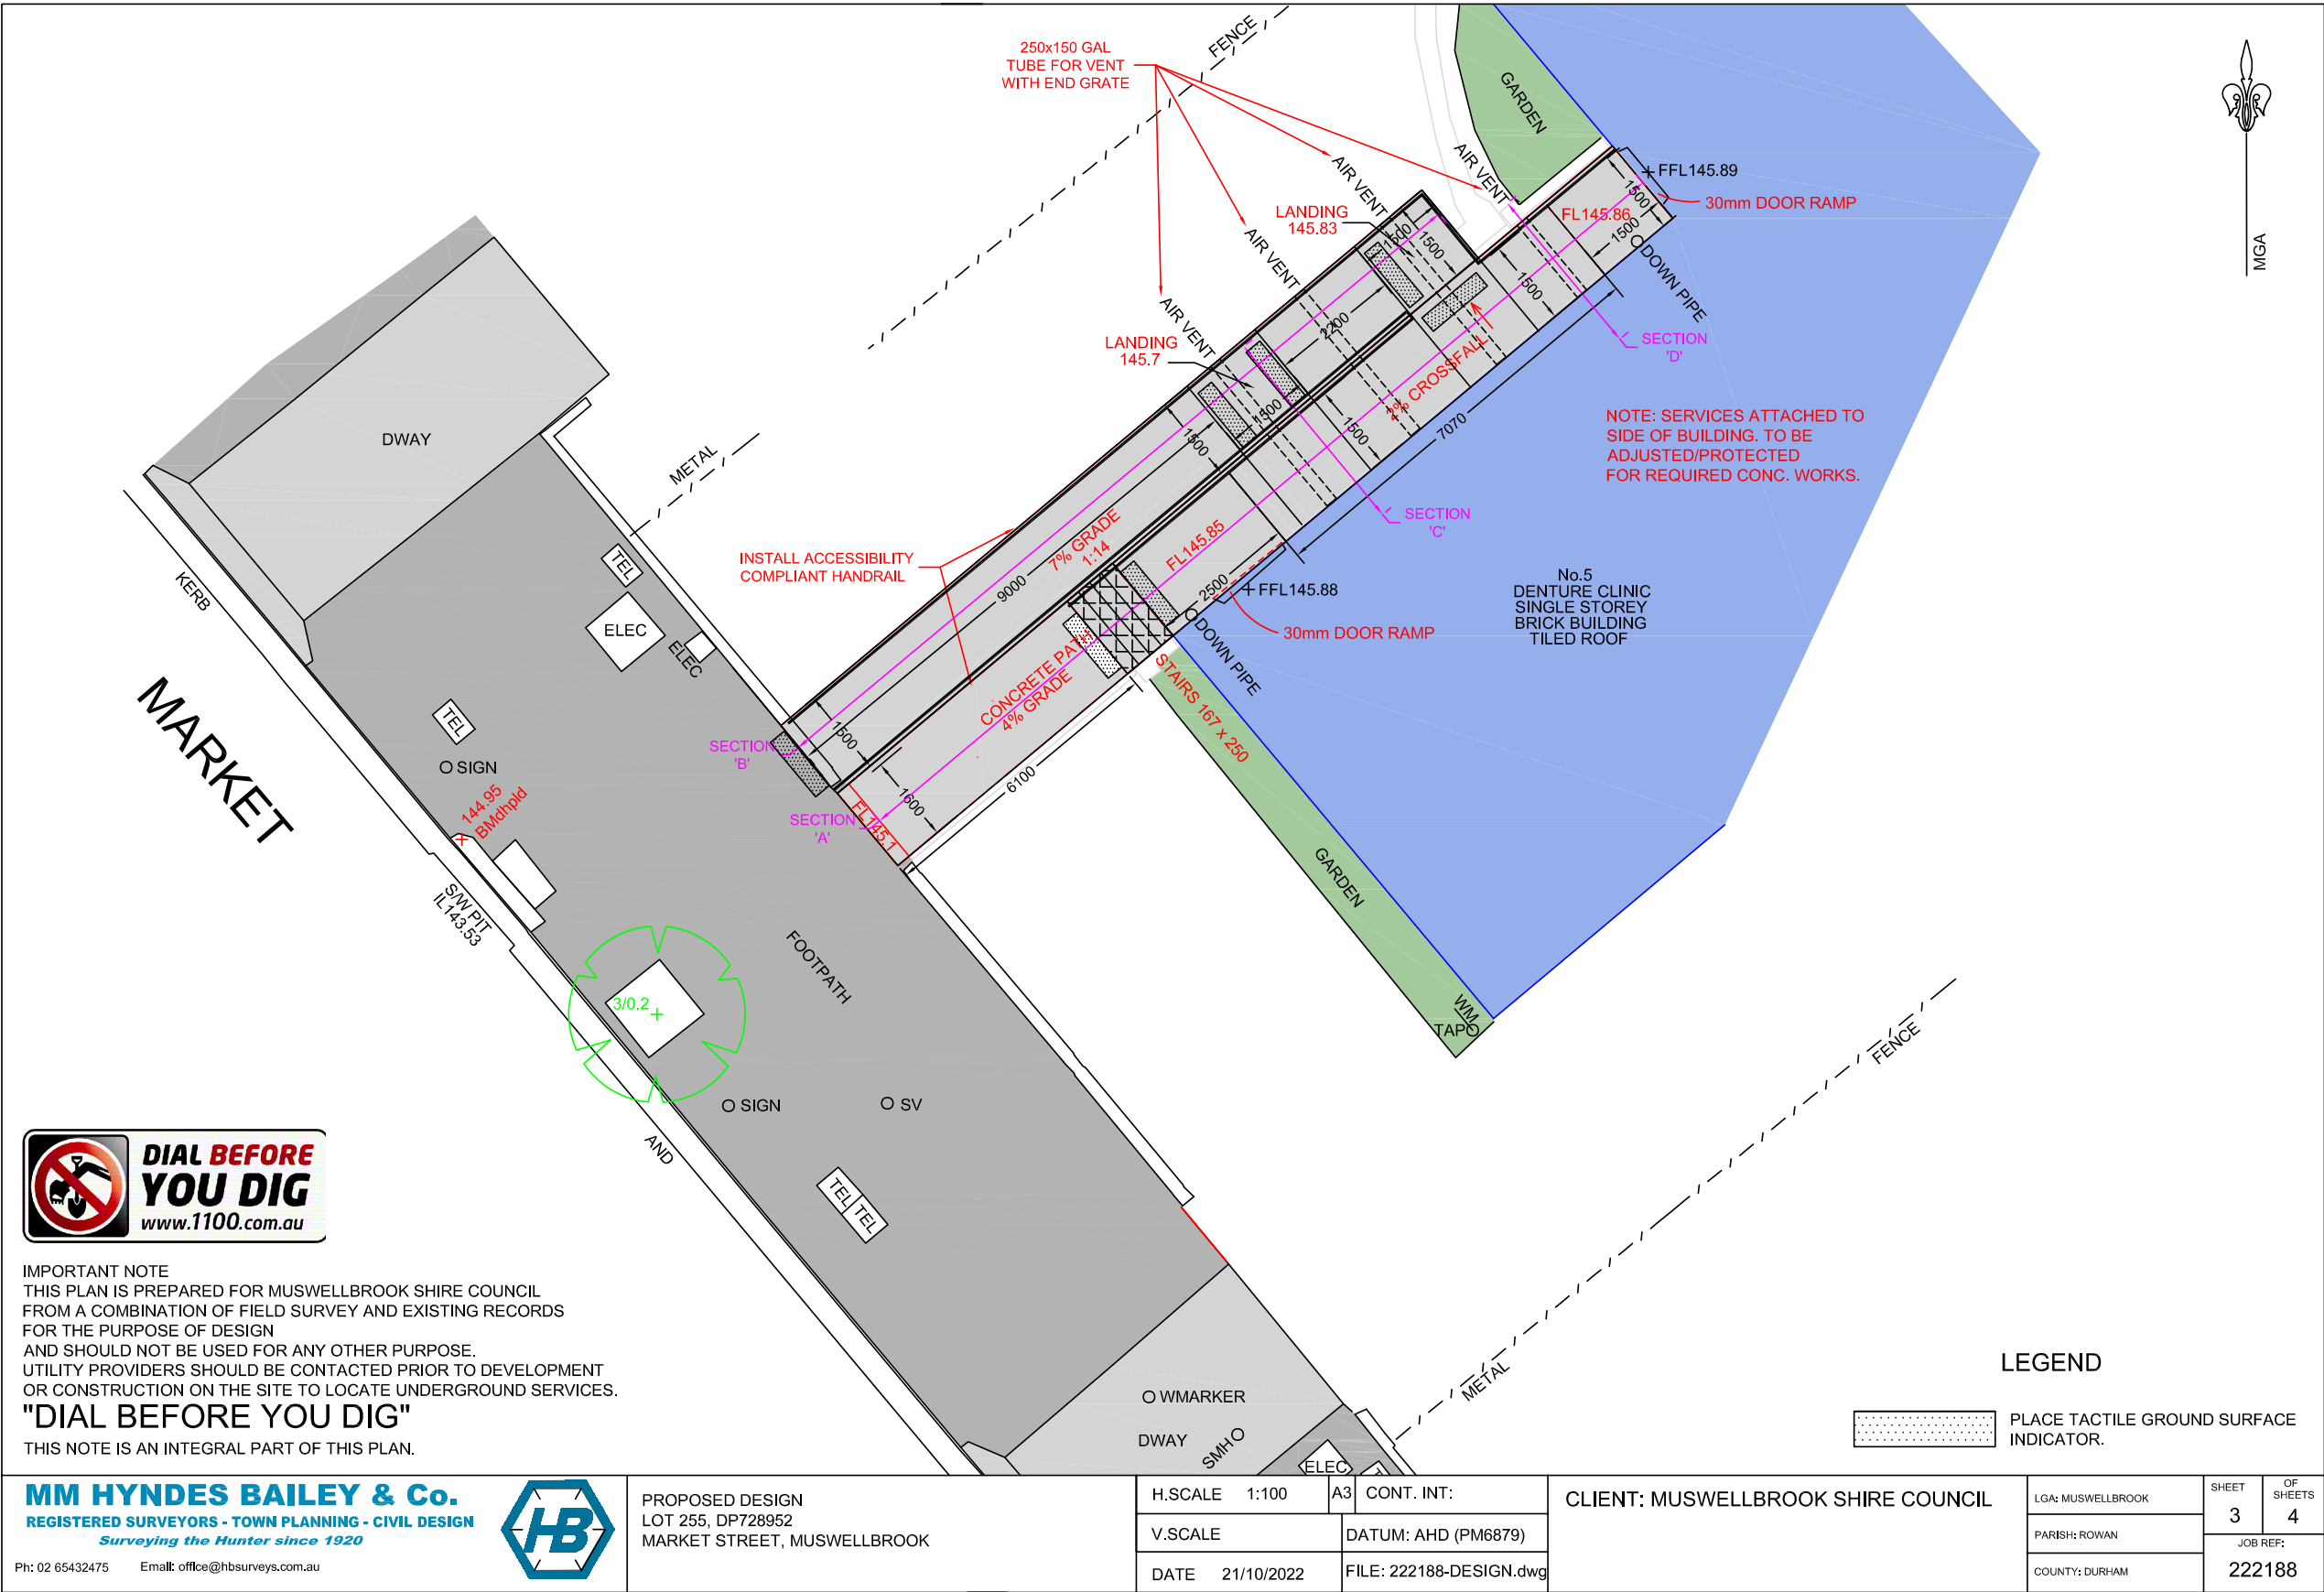 250x150 GAL
TUBE FOR VENT
WITH END GRATE
FENCE
GARDEN
AIR VENT
AIR VENT
AIR VENT
AIR VENT
FFL145.89
30mm DOOR RAMP
1500
FL145.86
1500
DOWN PIPE
MGA
LANDING
145.83
1500
1500
1500
2200
LANDING
145.7
1500
1500
1500
2% CROSSFALL
7070
SECTION
'D'
SECTION
'C'
NOTE: SERVICES ATTACHED TO
SIDE OF BUILDING. TO BE
ADJUSTED/PROTECTED
FOR REQUIRED CONC. WORKS.
DWAY
METAL
KERB
TEL
ELEC
ELEC
TEL
SIGN
MARKET
144.95
BMdhpld
S/W PIT
IL143.53
INSTALL ACCESSIBILITY
COMPLIANT HANDRAIL
7% GRADE
1:14
9000
FL145.85
2500
FFL145.88
30mm DOOR RAMP
DOWN PIPE
CONCRETE PATH
4% GRADE
STAIRS 167 x 250
No.5
DENTURE CLINIC
SINGLE STOREY
BRICK BUILDING
TILED ROOF
SECTION
'B'
1500
1600
6100
SECTION
'A'
FL145.1
GARDEN
WM
TAP
FENCE
METAL
FOOTPATH
3/0.2
SIGN
SV
AND
TEL
TEL
WMARKER
DWAY
SMH
ELEC
DIAL BEFORE
YOU DIG
www.1100.com.au
IMPORTANT NOTE
THIS PLAN IS PREPARED FOR MUSWELLBROOK SHIRE COUNCIL
FROM A COMBINATION OF FIELD SURVEY AND EXISTING RECORDS
FOR THE PURPOSE OF DESIGN
AND SHOULD NOT BE USED FOR ANY OTHER PURPOSE.
UTILITY PROVIDERS SHOULD BE CONTACTED PRIOR TO DEVELOPMENT
OR CONSTRUCTION ON THE SITE TO LOCATE UNDERGROUND SERVICES.
"DIAL BEFORE YOU DIG"
THIS NOTE IS AN INTEGRAL PART OF THIS PLAN.
LEGEND
PLACE TACTILE GROUND SURFACE
INDICATOR.
MM HYNDES BAILEY & Co.
REGISTERED SURVEYORS - TOWN PLANNING - CIVIL DESIGN
Surveying the Hunter since 1920
Ph: 02 65432475 Email: office@hbsurveys.com.au
HB
PROPOSED DESIGN
LOT 255, DP728952
MARKET STREET, MUSWELLBROOK
H.SCALE 1:100 A3 CONT. INT:
V.SCALE DATUM: AHD (PM6879)
DATE 21/10/2022 FILE: 222188-DESIGN.dwg
CLIENT: MUSWELLBROOK SHIRE COUNCIL
LGA: MUSWELLBROOK
PARISH: ROWAN
COUNTY: DURHAM
SHEET
3
OF
SHEETS
4
JOB REF:
222188